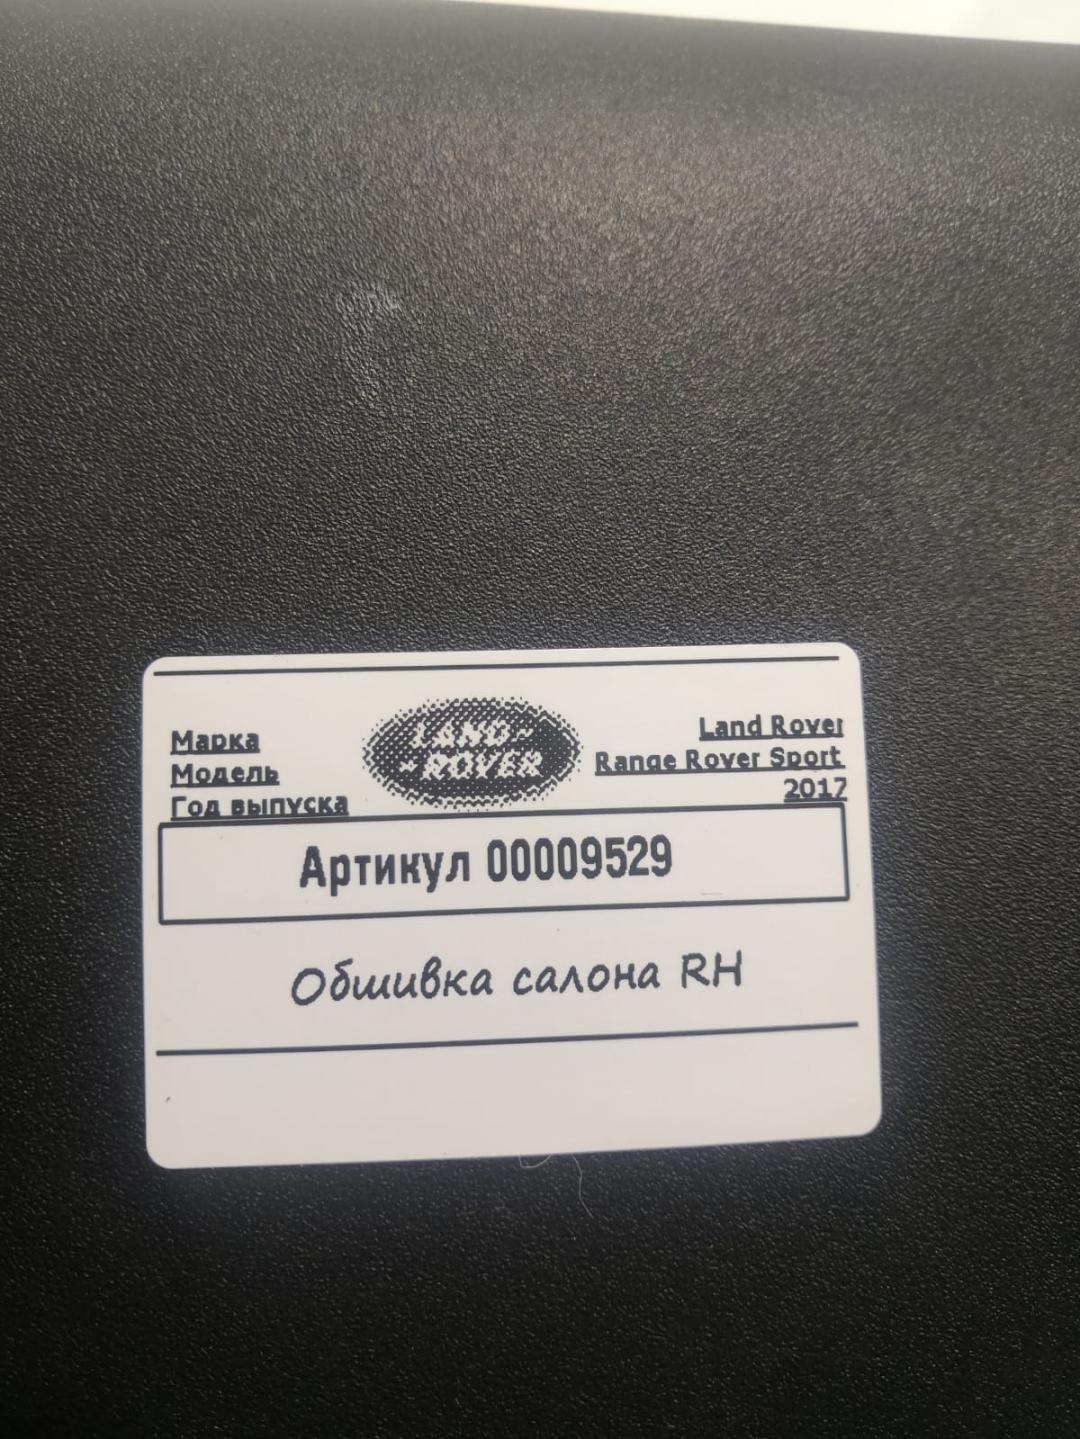 Марка
Модель
Год выпуска
LAND-
-ROVER
Land Rover
Range Rover Sport
2017
Артикул 00009529
Обшивка салона RH